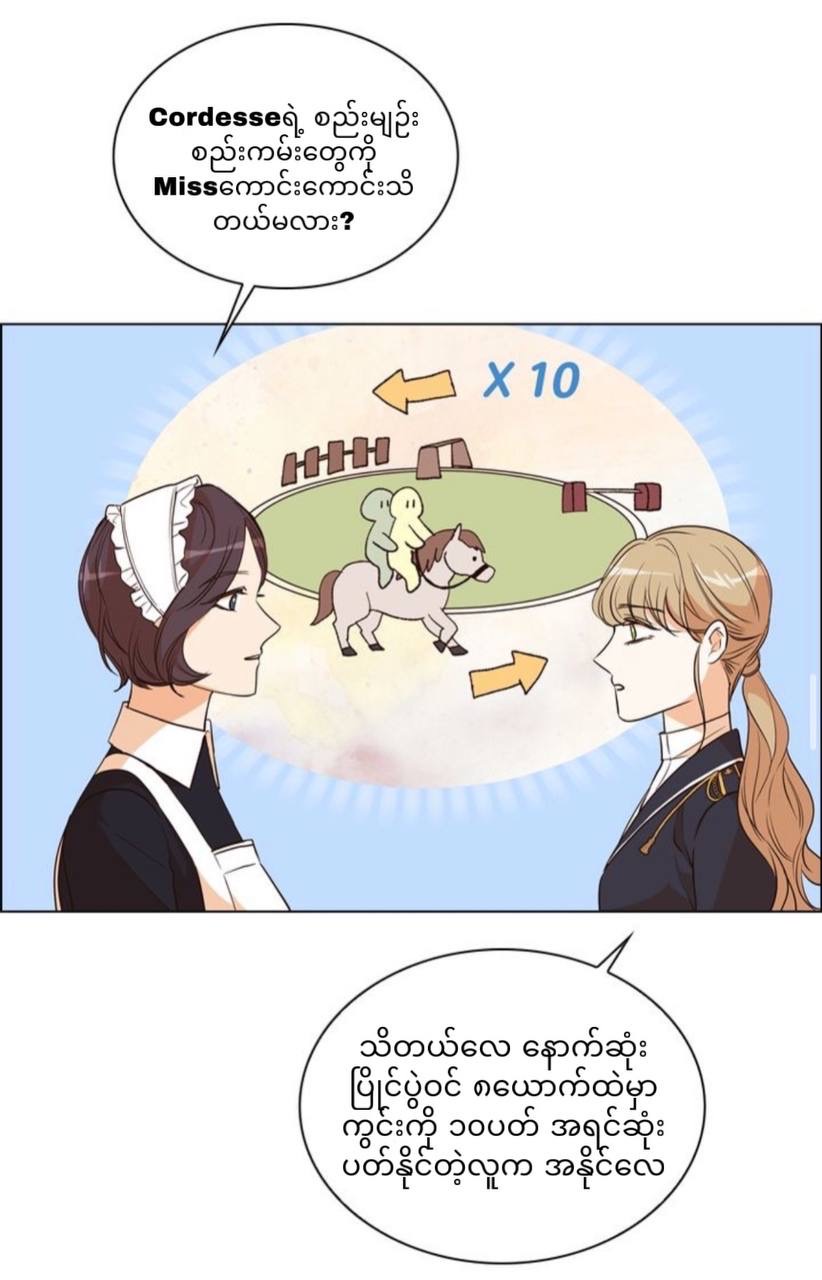 Cordesseရဲ့ စည်းမျဉ်း
စည်းကမ်းတွေကို
Missကောင်းကောင်းသိ
တယ်မလား?
X 10
သိတယ်လေ နောက်ဆုံး
ပြိုင်ပွဲဝင် ၈ယောက်ထဲမှာ
ကွင်းကို ၁၀ပတ် အရင်ဆုံး
ပတ်နိုင်တဲ့လူက အနိုင်လေ